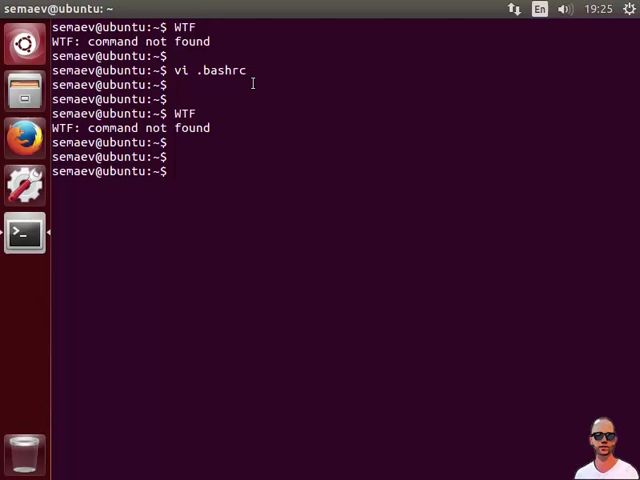 semaev@ubuntu: ~
En
19:25
semaev@ubuntu:~$ WTF
WTF: command not found
semaev@ubuntu:~$
semaev@ubuntu:~$ vi .bashrc
semaev@ubuntu:~$
semaev@ubuntu:~$
semaev@ubuntu:~$ WTF
WTF: command not found
semaev@ubuntu:~$
semaev@ubuntu:~$
semaev@ubuntu:~$
>_